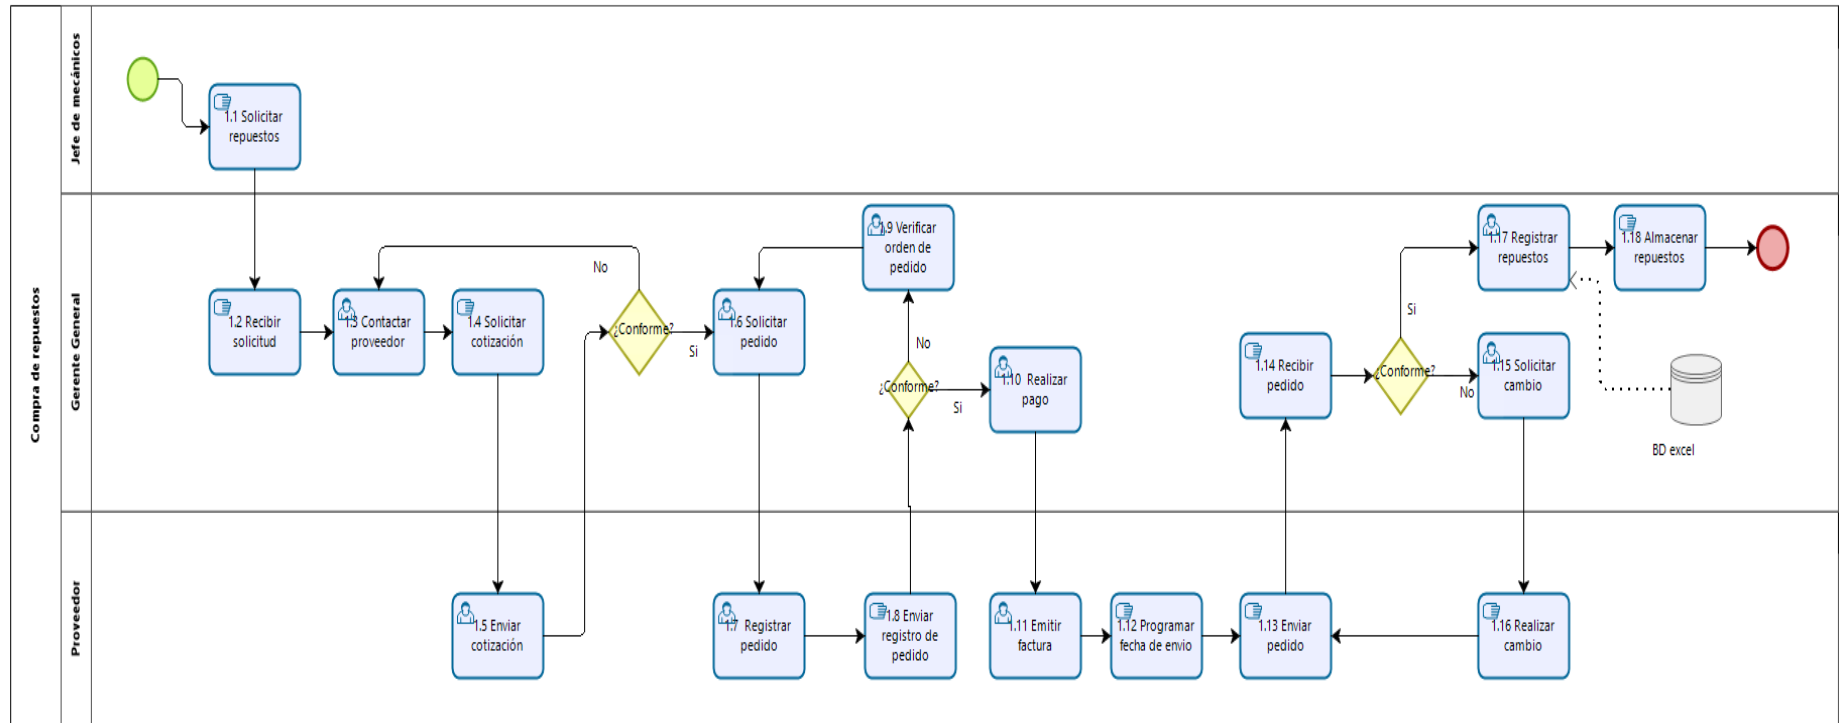 Compra de repuestos
Jefe de mecánicos
1.1 Solicitar
repuestos
Gerente General
1.2 Recibir
solicitud
1.3 Contactar
proveedor
1.4 Solicitar
cotización
No
¿Conforme?
Si
1.6 Solicitar
pedido
1.9 Verificar
orden de
pedido
No
¿Conforme?
Si
1.10 Realizar
pago
1.14 Recibir
pedido
¿Conforme?
Si
No
1.17 Registrar
repuestos
1.18 Almacenar
repuestos
1.15 Solicitar
cambio
BD excel
Proveedor
1.5 Enviar
cotización
1.7 Registrar
pedido
1.8 Enviar
registro de
pedido
1.11 Emitir
factura
1.12 Programar
fecha de envio
1.13 Enviar
pedido
1.16 Realizar
cambio